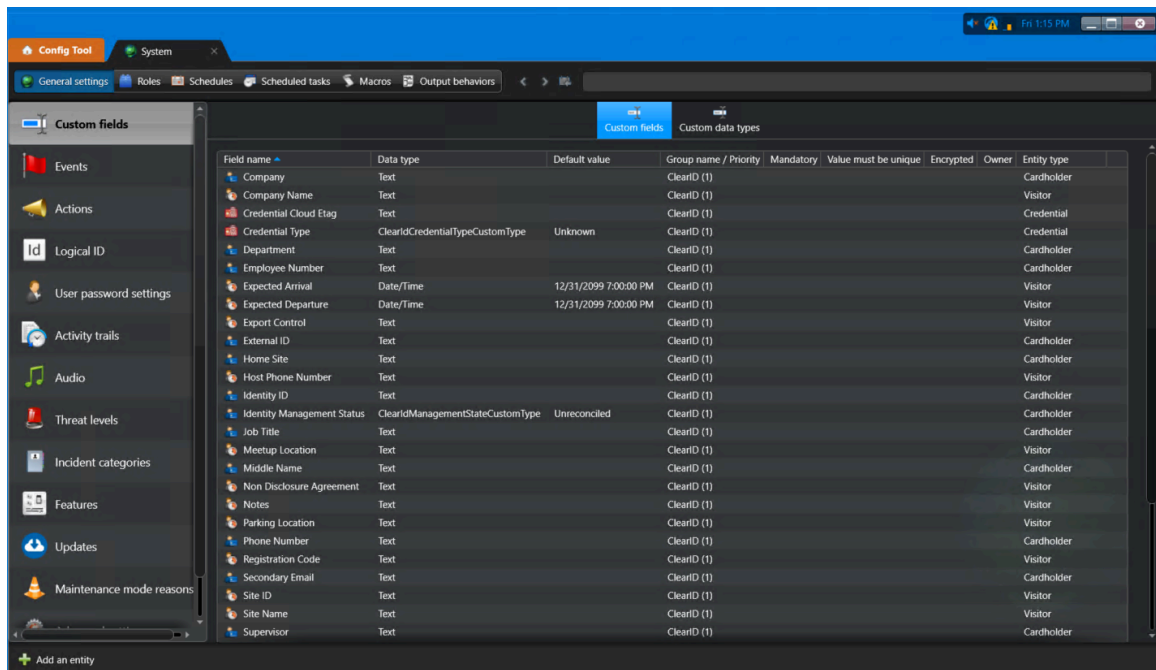 Fri 1:15 PM
Config Tool System
General settings Roles Schedules Scheduled tasks Macros Output behaviors
Custom fields
Events
Actions
Id Logical ID
User password settings
Activity trails
Audio
Threat levels
Incident categories
Features
Updates
Maintenance mode reasons
Custom fields Custom data types
Field name Data type Default value Group name / Priority Mandatory Value must be unique Encrypted Owner Entity type
Company Text ClearID (1) Cardholder
Company Name Text ClearID (1) Visitor
Credential Cloud Etag Text ClearID (1) Credential
Credential Type ClearIdCredentialTypeCustomType Unknown ClearID (1) Credential
Department Text ClearID (1) Cardholder
Employee Number Text ClearID (1) Cardholder
Expected Arrival Date/Time 12/31/2099 7:00:00 PM ClearID (1) Visitor
Expected Departure Date/Time 12/31/2099 7:00:00 PM ClearID (1) Visitor
Export Control Text ClearID (1) Visitor
External ID Text ClearID (1) Cardholder
Home Site Text ClearID (1) Cardholder
Host Phone Number Text ClearID (1) Visitor
Identity ID Text ClearID (1) Cardholder
Identity Management Status ClearIdManagementStateCustomType Unreconciled ClearID (1) Cardholder
Job Title Text ClearID (1) Cardholder
Meetup Location Text ClearID (1) Visitor
Middle Name Text ClearID (1) Cardholder
Non Disclosure Agreement Text ClearID (1) Visitor
Notes Text ClearID (1) Visitor
Parking Location Text ClearID (1) Visitor
Phone Number Text ClearID (1) Cardholder
Registration Code Text ClearID (1) Visitor
Secondary Email Text ClearID (1) Cardholder
Site ID Text ClearID (1) Visitor
Site Name Text ClearID (1) Visitor
Supervisor Text ClearID (1) Cardholder
Add an entity